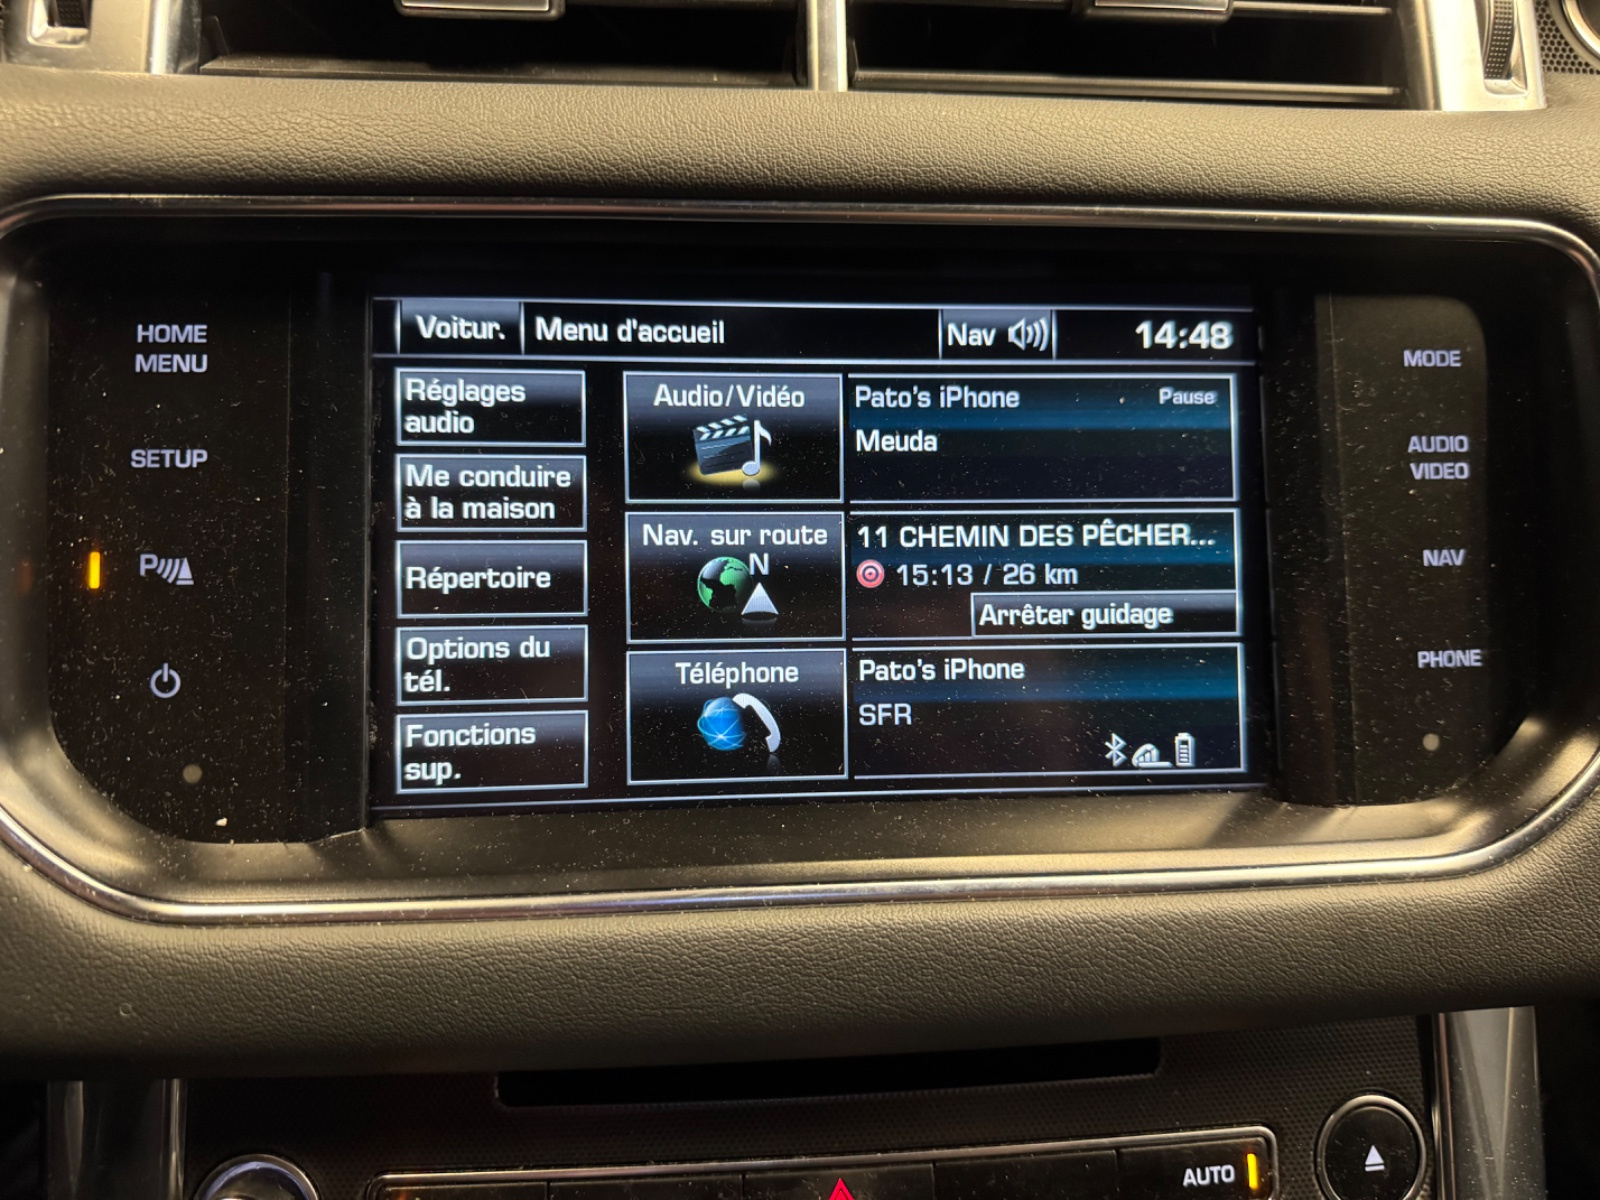 HOME
MENU
SETUP
P
Voitur.
Menu d'accueil
Nav
14:48
Réglages
audio
Me conduire
à la maison
Répertoire
Options du
tél.
Fonctions
sup.
Audio/Vidéo
Nav. sur route
N
Téléphone
Pato's iPhone
Pause
Meuda
11 CHEMIN DES PÊCHER...
15:13 / 26 km
Arrêter guidage
Pato's iPhone
SFR
MODE
AUDIO
VIDEO
NAV
PHONE
AUTO